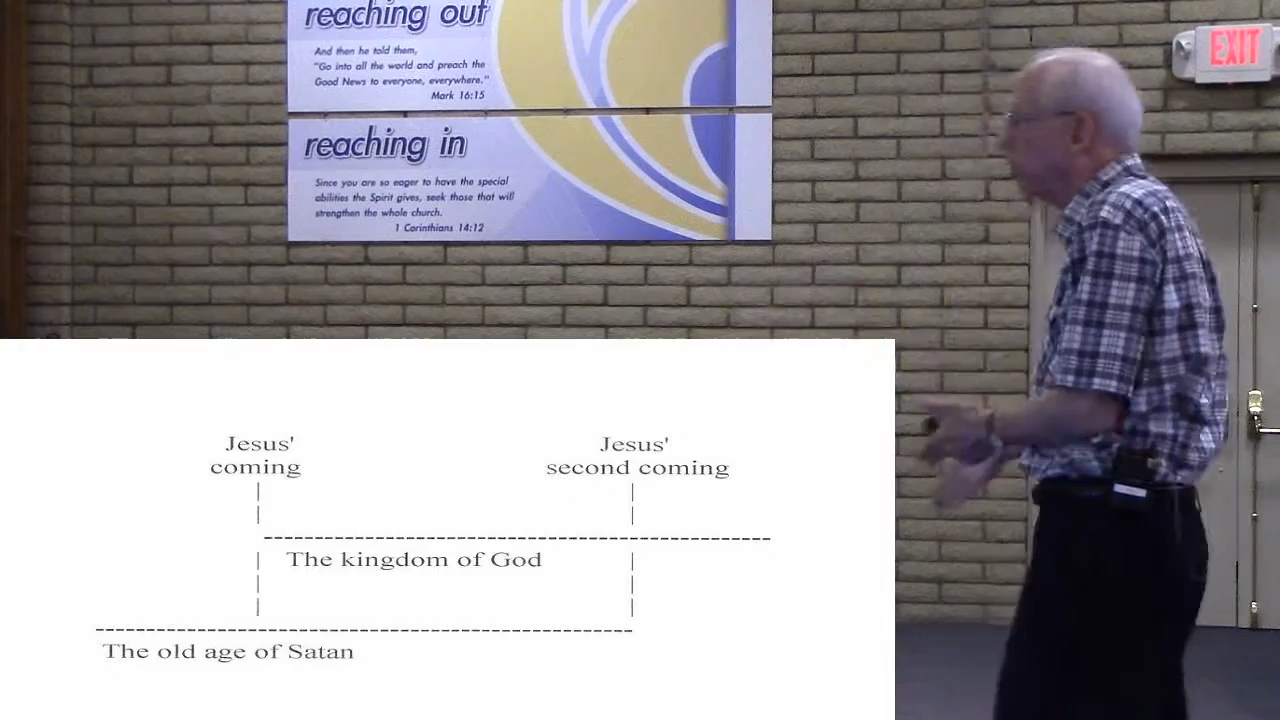 reaching out
And then he told them,
"Go into all the world and preach the
Good News to everyone, everywhere."
Mark 16:15
EXIT
reaching in
Since you are so eager to have the special
abilities the Spirit gives, seek those that will
strengthen the whole church.
1 Corinthians 14:12
Jesus'
coming
Jesus'
second coming
The kingdom of God
The old age of Satan